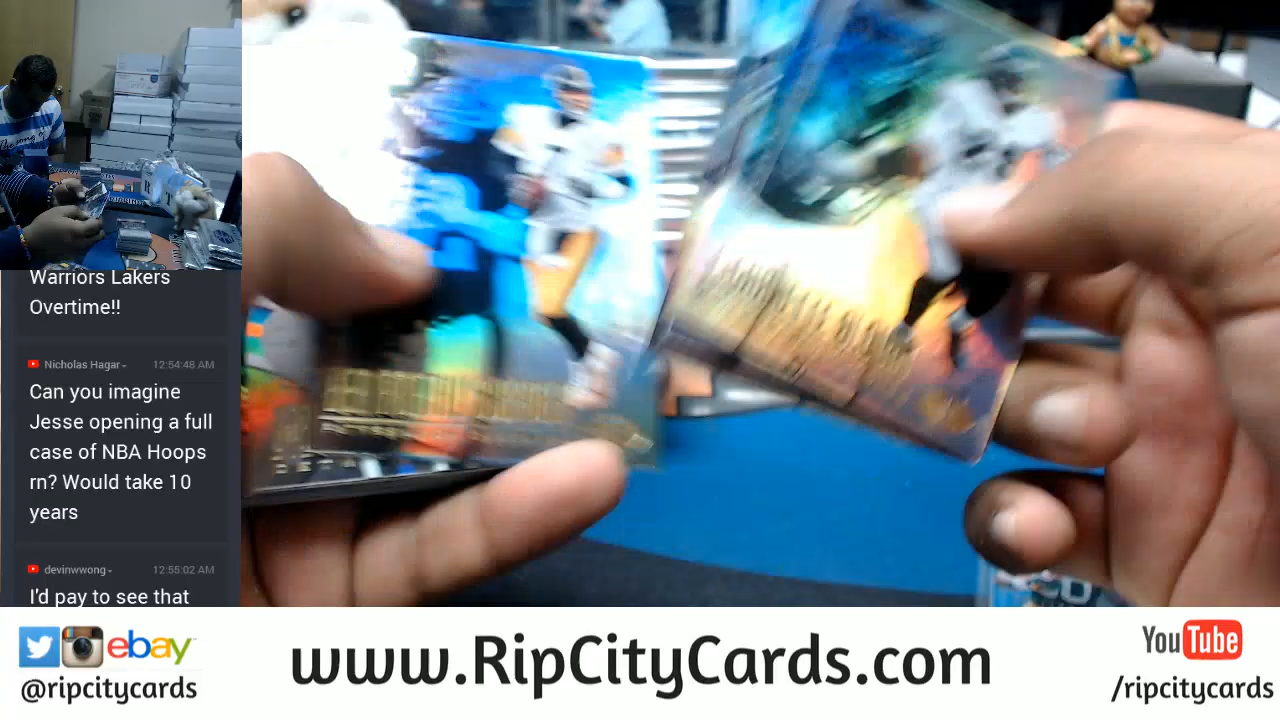 Warriors Lakers
Overtime!!
Nicholas Hagar
12:54:48 AM
Can you imagine
Jesse opening a full
case of NBA Hoops
rn? Would take 10
years
devinwwong
12:55:02 AM
I'd pay to see that
ebay
@ripcitycards
www.RipCityCards.com
YouTube
/ripcitycards